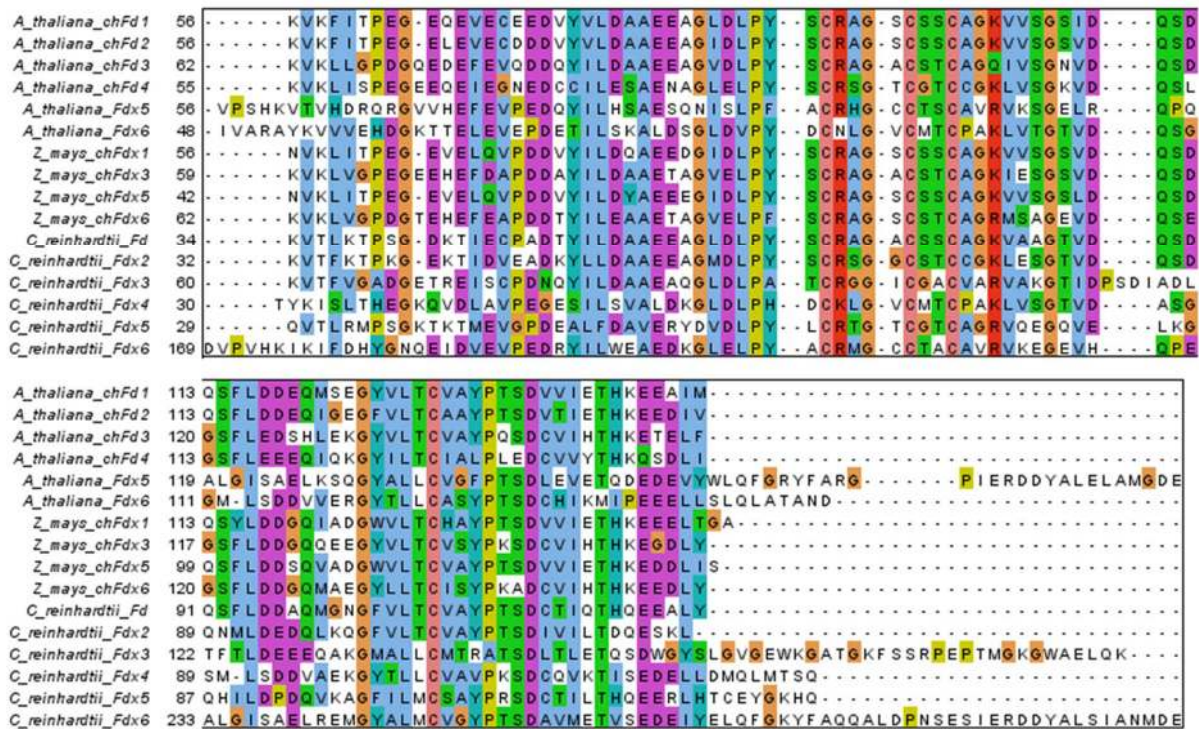 A_thaliana_chFd1 56 ------KVKFITPEG-EQEVECEEDVYVLDAAEEAGLDLPY--SCRAG-SCSSCAGKVVSGSID----QSD
A_thaliana_chFd2 56 ------KVKFITPEG-ELEVECDDDVYVLDAAEEAGIDLPY--SCRAG-SCSSCAGKVVSGSVD----QSD
A_thaliana_chFd3 62 ------KVKLLGPDGQEDEFEVQDDQYILDAAEEAGVDLPY--SCRAG-SCSTCAGQIVSGNVD----QSD
A_thaliana_chFd4 55 ------KVKLISPEGEEQEIEGNEDCCILESAENAGLELPY--SCRSG-TCGTCCGKLVSGKVD----QSL
A_thaliana_Fdx5 56 -VPSHKVTVHDRQRGVVHEFEVPEDQYILHSAESQNISLPF--ACRHG-CCTSCAVRVKSGELR----QPQ
A_thaliana_Fdx6 48 -IVARAYKVVVEHDGKTTELEVEPDETILSKALDSGLDVPY--DCNLG-VCMTCPAKLVTGTVD----QSG
Z_mays_chFdx1 56 ------NVKLITPEG-EVELQVPDDVYILDQAEEDGIDLPY--SCRAG-SCSSCAGKVVSGSVD----QSD
Z_mays_chFdx3 59 ------KVKLVGPEGEEHEFDAPDDAYILDAAETAGVELPY--SCRAG-SCSTCAGKIESGSVD----QSD
Z_mays_chFdx5 42 ------NVKLITPEG-EVELQVPDDVYILDYAEEEGIDLPY--SCRAG-SCSSCAGKVVSGSLD----QSD
Z_mays_chFdx6 62 ------KVKLVGPDGTEHEFEAPDDTYILEAAETAGVELPF--SCRAG-SCSTCAGRMSAGEVD----QSE
C_reinhardtii_Fd 34 ------KVTLKTPSG-DKTIECPADTYILDAAEEAGLDLPY--SCRAG-ACSSCAGKVAAGTVD----QSD
C_reinhardtii_Fdx2 32 ------KVTFKTPKG-EKTIDVEADKYILDAAEEAGMDLPY--SCRSG-GCSTCCGKLESGTVD----QSD
C_reinhardtii_Fdx3 60 ------KVTFVGADGETREISCPDNQYILDAAEAQGLDLPA--TCRGG-ICGACVARVAKGTIDPSDIADL
C_reinhardtii_Fdx4 30 -----TYKISLTHEGKQVDLAVPEGESILSVALDKGLDLPH--DCKLG-VCMTCPAKLVSGTID----ASG
C_reinhardtii_Fdx5 29 ------QVTLRMPSGKTKTMEVGPDEALFDAVERYDVDLPY--LCRTG-TCGTCAGRVQEGQVE----LKG
C_reinhardtii_Fdx6 169 DVPVHKIKIFDHYGNQEIDVEVPEDRYILWEAEDKGLELPY--ACRMG-CCTACAVRVKEGEVH----QPE
A_thaliana_chFd1 113 QSFLDDEQMSEGYVLTCVAYPTSDVVIETHKEEAIM----------------------------------
A_thaliana_chFd2 113 QSFLDDEQIGEGFVLTCAAYPTSDVTIETHKEEDIV----------------------------------
A_thaliana_chFd3 120 GSFLEDSHLEKGYVLTCVAYPQSDCVIHTHKETELF----------------------------------
A_thaliana_chFd4 113 GSFLEEEQIQKGYILTCIALPLEDCVVYTHKQSDLI----------------------------------
A_thaliana_Fdx5 119 ALGISAELKSQGYALLCVGFPTSDLEVETQDEDEVYWLQFGRYFARG-------PIERDDYALELAMGDE
A_thaliana_Fdx6 111 GM-LSDDVVERGYTLLCASYPTSDCHIKMIPEEELLSLQLATAND-------------------------
Z_mays_chFdx1 113 QSYLDDGQIADGWVLTCHAYPTSDVVIETHKEEELTGA--------------------------------
Z_mays_chFdx3 117 GSFLDDGQQEEGYVLTCVSYPKSDCVIHTHKEGDLY----------------------------------
Z_mays_chFdx5 99 QSFLDDSQVADGWVLTCVAYPTSDVVIETHKEDDLIS---------------------------------
Z_mays_chFdx6 120 GSFLDDGQMAEGYLLTCISYPKADCVIHTHKEEDLY----------------------------------
C_reinhardtii_Fd 91 QSFLDDAQMGNGFVLTCVAYPTSDCTIQTHQEEALY----------------------------------
C_reinhardtii_Fdx2 89 QNMLDEDQLKQGFVLTCVAYPTSDIVILTDQESKL-----------------------------------
C_reinhardtii_Fdx3 122 TFTLDEEEQAKGMALLCMTRATSDLTLETQSDWGYSLGVGEWKGATGKFSSRPEPTMGKGWAELQK----
C_reinhardtii_Fdx4 89 SM-LSDDVAEKGYTLLCVAVPKSDCQVKTISEDELLDMQLMTSQ--------------------------
C_reinhardtii_Fdx5 87 QHILDPDQVKAGFILMCSAYPRSDCTILTHQEERLHTCEYGKHQ--------------------------
C_reinhardtii_Fdx6 233 ALGISAELREMGYALMCVGYPTSDAVMETVSEDEIYELQFGKYFAQQALDPNSESIERDDYALSIANMDE